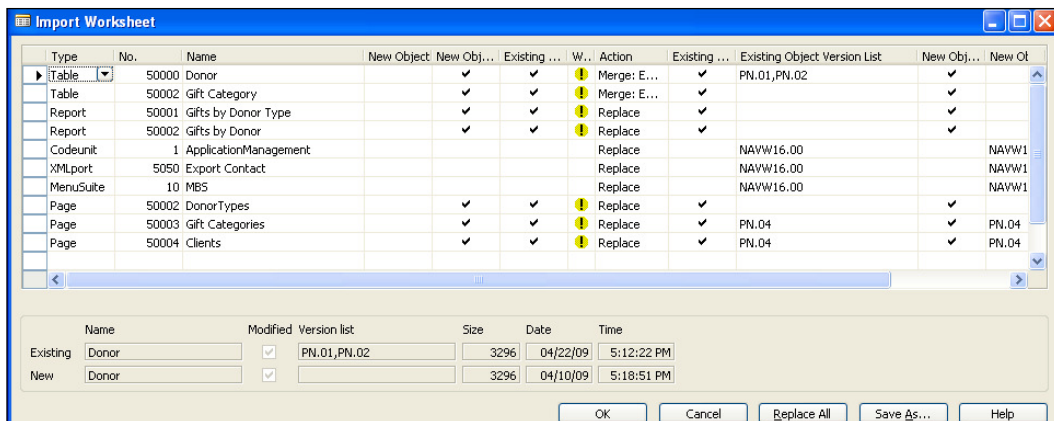 Import Worksheet
Type No. Name New Object New Obj... Existing ... W... Action Existing ... Existing Object Version List New Obj... New Ot
Table 50000 Donor Merge: E... PN.01,PN.02
Table 50002 Gift Category Merge: E...
Report 50001 Gifts by Donor Type Replace
Report 50002 Gifts by Donor Replace
Codeunit 1 ApplicationManagement Replace NAVW16.00 NAVW1
XMLport 5050 Export Contact Replace NAVW16.00 NAVW1
MenuSuite 10 MBS Replace NAVW16.00 NAVW1
Page 50002 DonorTypes Replace
Page 50003 Gift Categories Replace PN.04 PN.04
Page 50004 Clients Replace PN.04 PN.04
Name Modified Version list Size Date Time
Existing Donor PN.01,PN.02 3296 04/22/09 5:12:22 PM
New Donor 3296 04/10/09 5:18:51 PM
OK Cancel Replace All Save As... Help